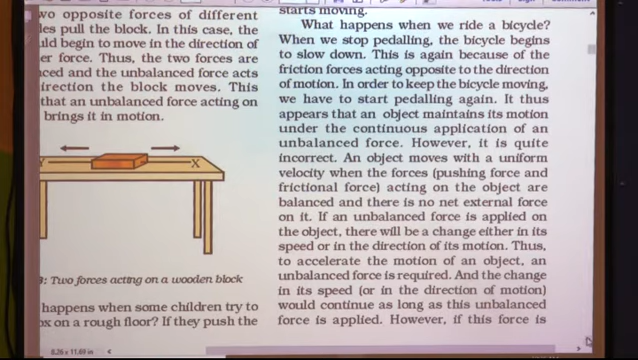 wo opposite forces of different
les pull the block. In this case, the
uld begin to move in the direction of
er force. Thus, the two forces are
nced and the unbalanced force acts
irection the block moves. This
that an unbalanced force acting on
brings it in motion.
X
: Two forces acting on a wooden block
happens when some children try to
ox on a rough floor? If they push the
starts moving.
What happens when we ride a bicycle?
When we stop pedalling, the bicycle begins
to slow down. This is again because of the
friction forces acting opposite to the direction
of motion. In order to keep the bicycle moving,
we have to start pedalling again. It thus
appears that an object maintains its motion
under the continuous application of an
unbalanced force. However, it is quite
incorrect. An object moves with a uniform
velocity when the forces (pushing force and
frictional force) acting on the object are
balanced and there is no net external force
on it. If an unbalanced force is applied on
the object, there will be a change either in its
speed or in the direction of its motion. Thus,
to accelerate the motion of an object, an
unbalanced force is required. And the change
in its speed (or in the direction of motion)
would continue as long as this unbalanced
force is applied. However, if this force is
8.26 x 11.69 in